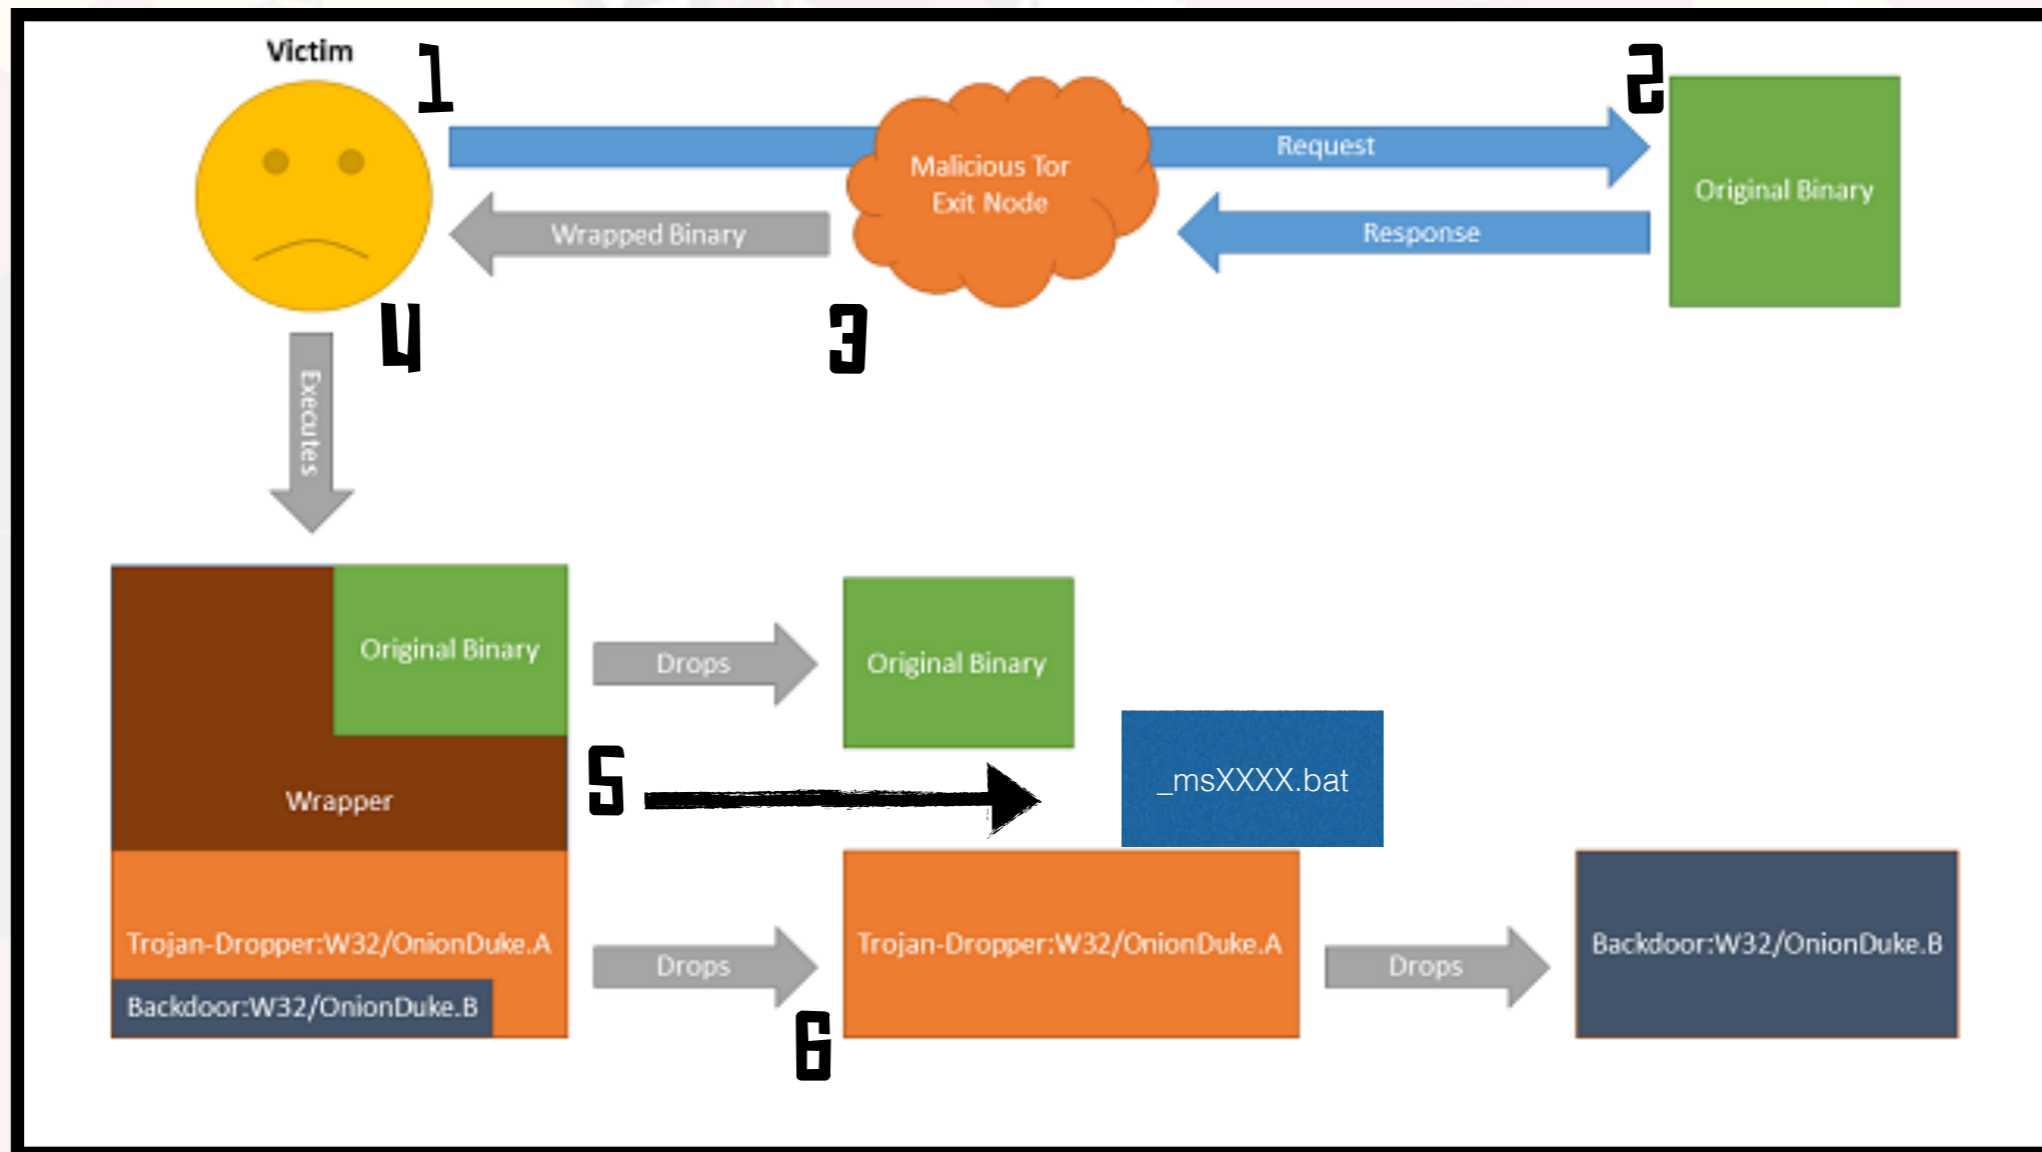 Victim
1
2
Request
Malicious Tor
Exit Node
Original Binary
Wrapped Binary
Response
4
3
Executes
Original Binary
Drops
Original Binary
5
_msXXXX.bat
Wrapper
Trojan-Dropper:W32/OnionDuke.A
Drops
Trojan-Dropper:W32/OnionDuke.A
Drops
Backdoor:W32/OnionDuke.B
Backdoor:W32/OnionDuke.B
6